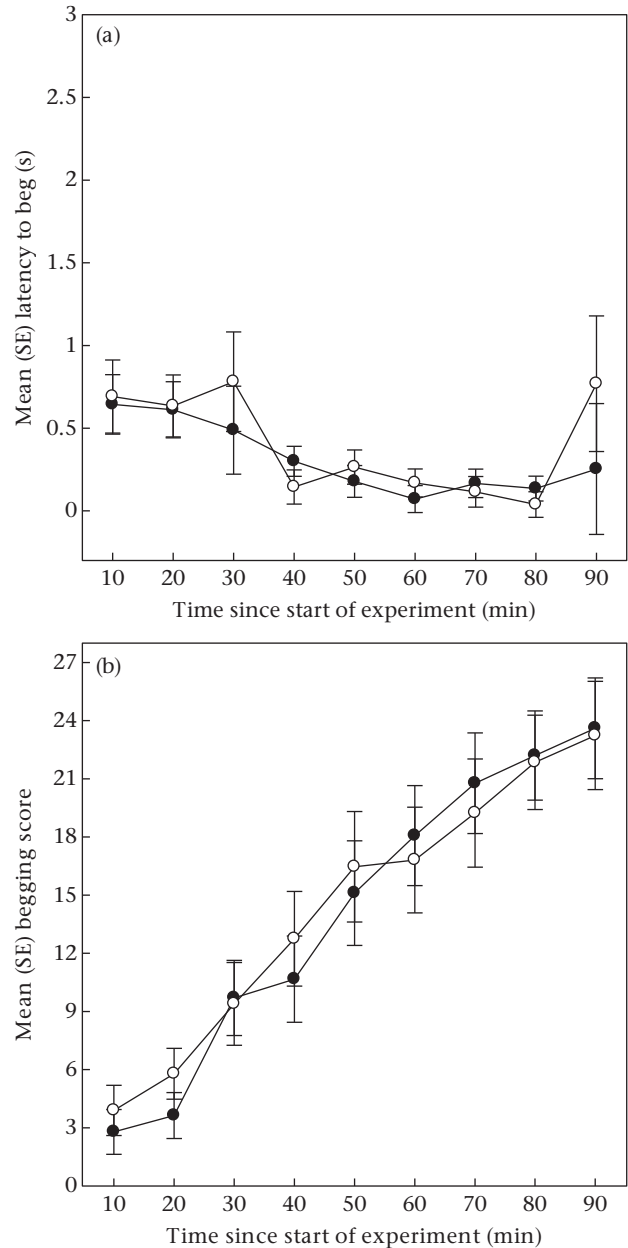 (a)
3
2.5
2
1.5
1
0.5
0
Mean (SE) latency to beg (s)
10 20 30 40 50 60 70 80 90
Time since start of experiment (min)
(b)
27
24
21
18
15
12
9
6
3
0
Mean (SE) begging score
10 20 30 40 50 60 70 80 90
Time since start of experiment (min)